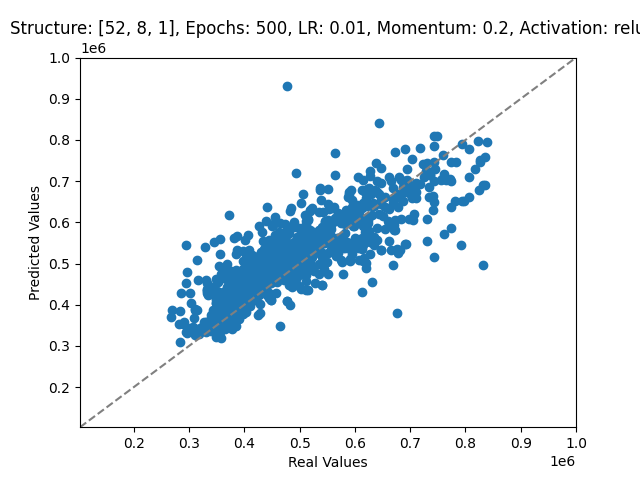 Structure: [52, 8, 1], Epochs: 500, LR: 0.01, Momentum: 0.2, Activation: relu
1e6
1.0
0.9
0.8
0.7
0.6
0.5
0.4
0.3
0.2
Predicted Values
0.2 0.3 0.4 0.5 0.6 0.7 0.8 0.9 1.0
Real Values
1e6